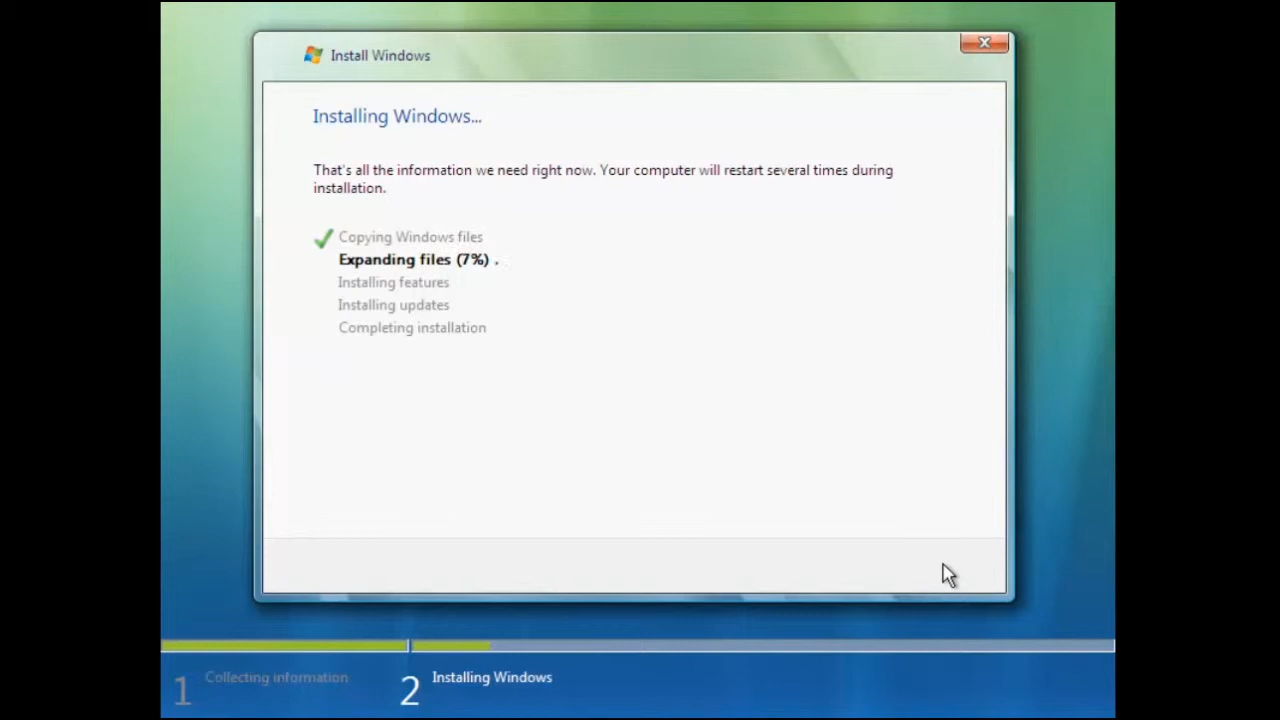 Install Windows
Installing Windows...
That's all the information we need right now. Your computer will restart several times during
installation.
Copying Windows files
Expanding files (7%) .
Installing features
Installing updates
Completing installation
1 Collecting information
2 Installing Windows